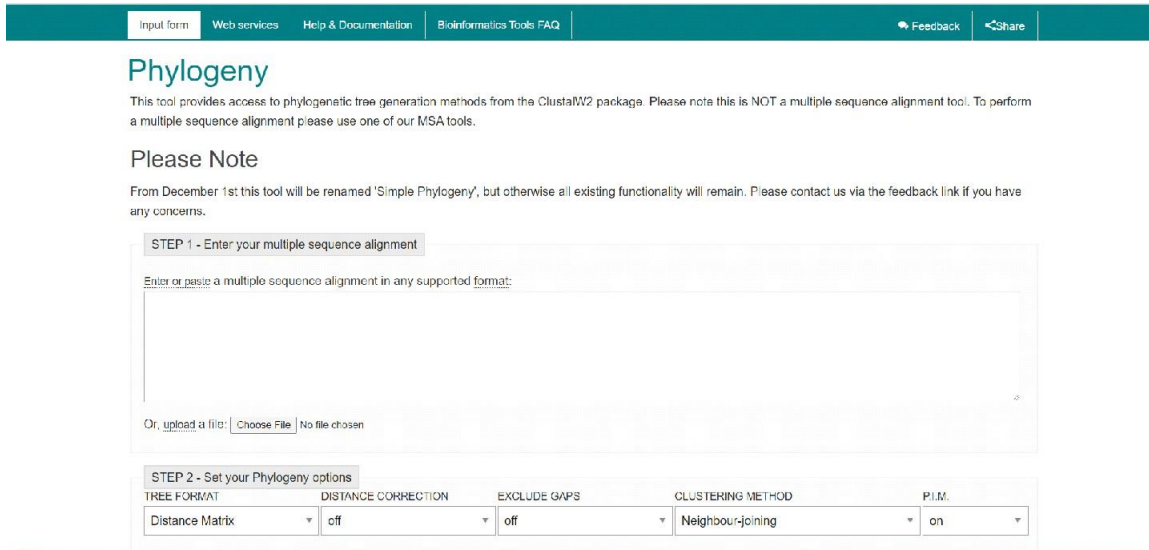 Input form Web services Help & Documentation Bioinformatics Tools FAQ Feedback Share
Phylogeny
This tool provides access to phylogenetic tree generation methods from the ClustalW2 package. Please note this is NOT a multiple sequence alignment tool. To perform
a multiple sequence alignment please use one of our MSA tools.
Please Note
From December 1st this tool will be renamed 'Simple Phylogeny', but otherwise all existing functionality will remain. Please contact us via the feedback link if you have
any concerns.
STEP 1 - Enter your multiple sequence alignment
Enter or paste a multiple sequence alignment in any supported format:
Or, upload a file: Choose File No file chosen
STEP 2 - Set your Phylogeny options
TREE FORMAT DISTANCE CORRECTION EXCLUDE GAPS CLUSTERING METHOD P.I.M.
Distance Matrix off off Neighbour-joining on